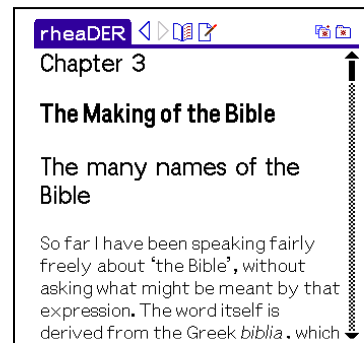 rheaDER
Chapter 3
The Making of the Bible
The many names of the
Bible
So far I have been speaking fairly
freely about ‘the Bible’, without
asking what might be meant by that
expression. The word itself is
derived from the Greek biblia . which